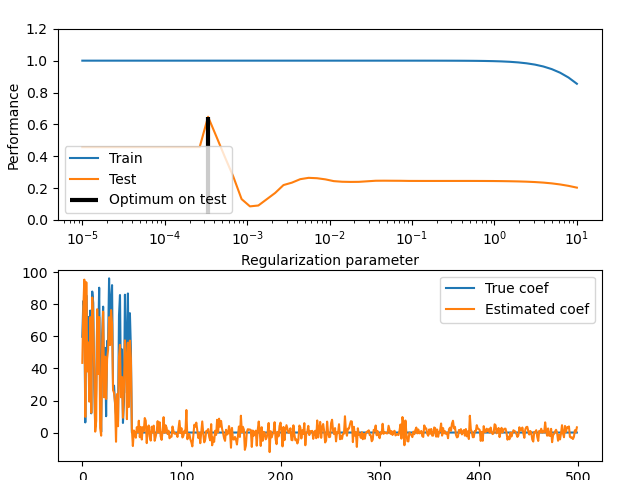 1.2
1.0
0.8
0.6
0.4
0.2
0.0
Performance
Train
Test
Optimum on test
10⁻⁵ 10⁻⁴ 10⁻³ 10⁻² 10⁻¹ 10⁰ 10¹
Regularization parameter
100
80
60
40
20
0
True coef
Estimated coef
0 100 200 300 400 500